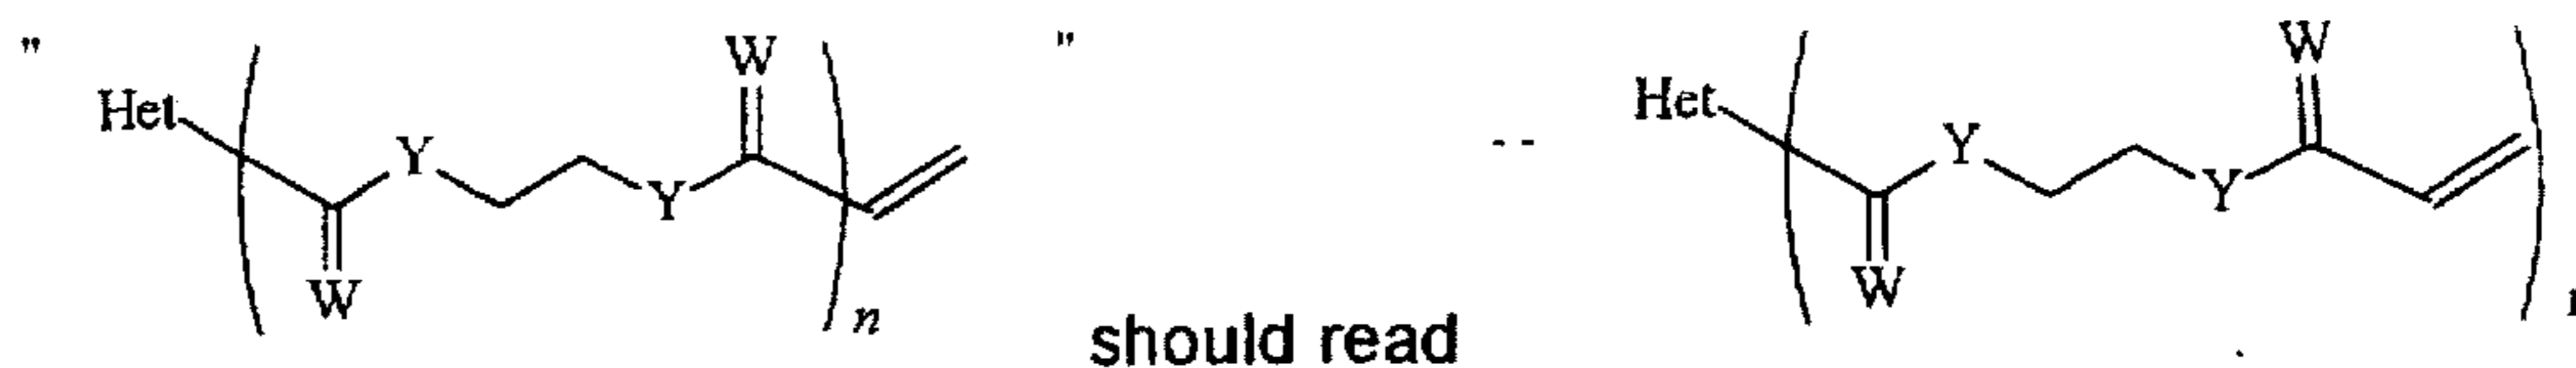 " Het W Y Y W n " should read -- Het W Y Y W